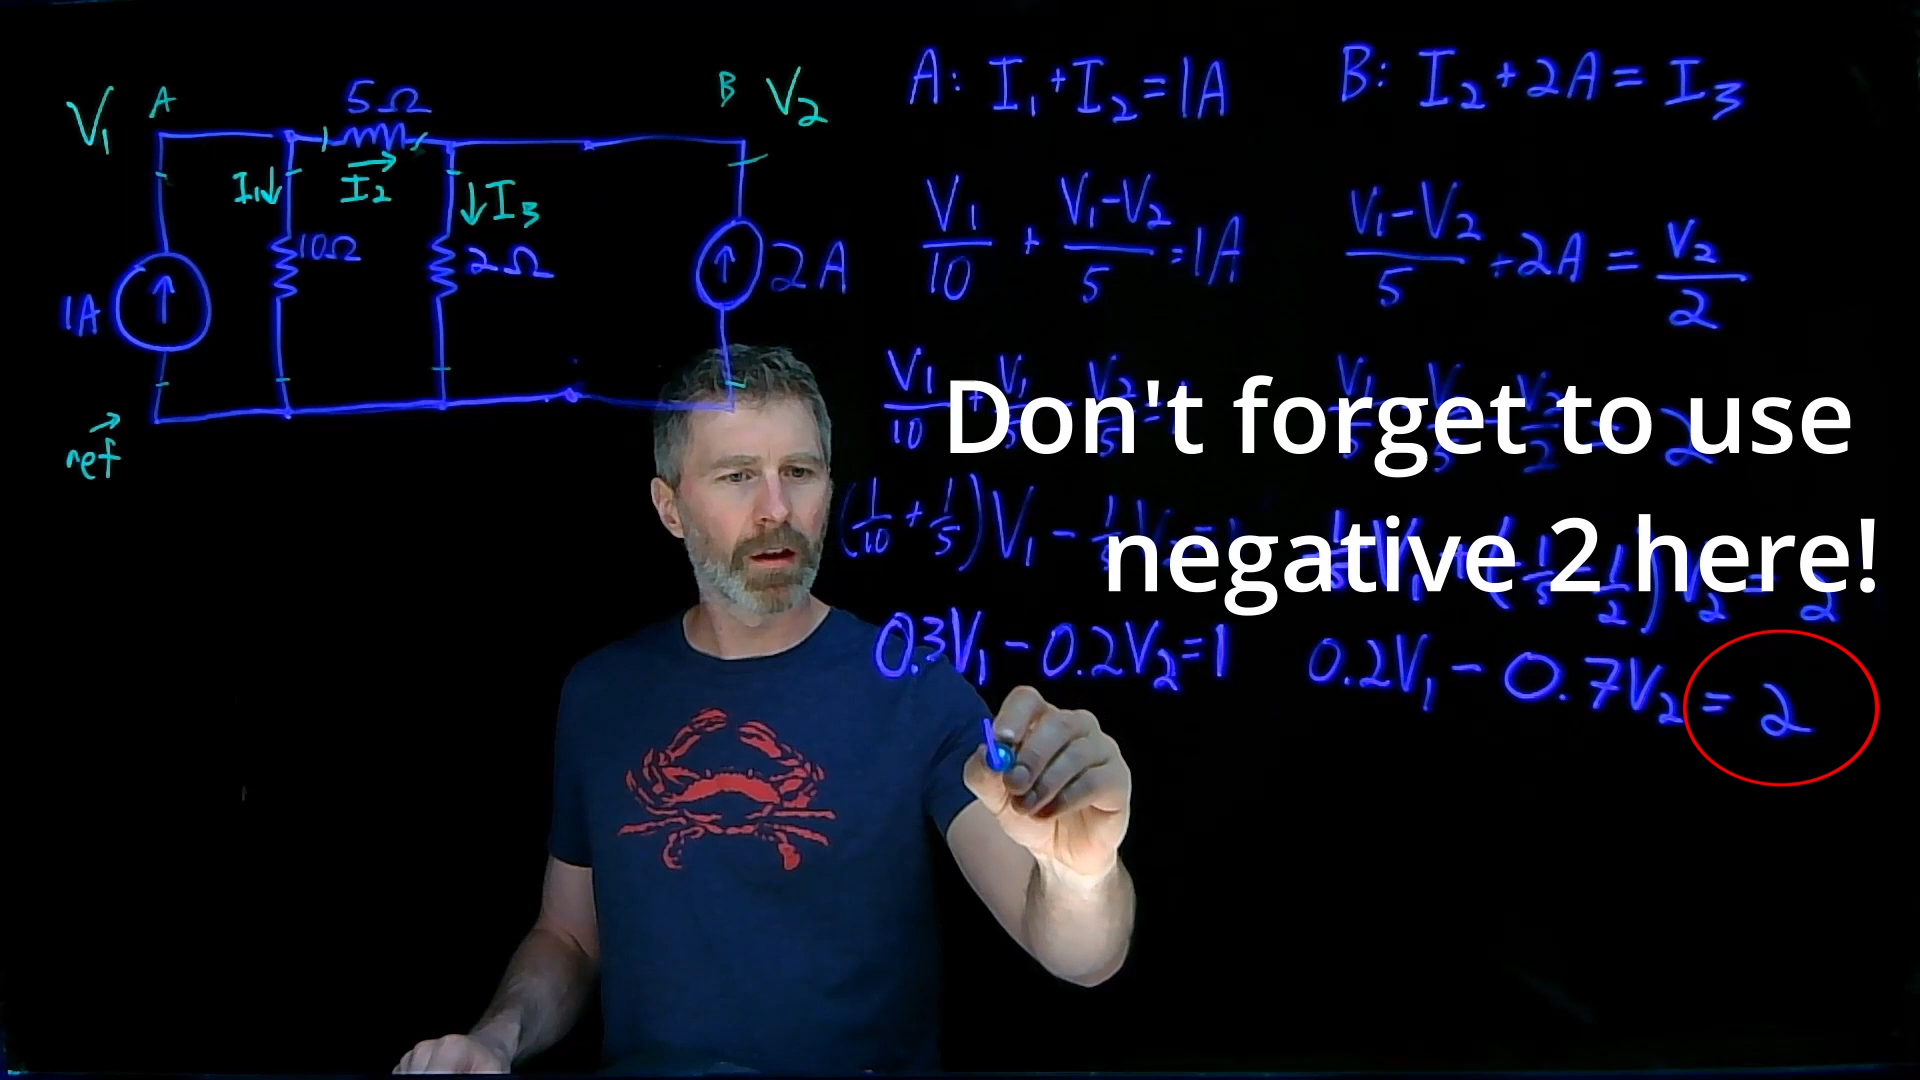 V₁ A
5Ω
B V₂
I₁↓
I₂
↓I₃
10Ω
2Ω
1A
2A
ref
A: I₁+I₂=1A
V₁/10 + (V₁-V₂)/5 =1A
0.3V₁-0.2V₂=1
B: I₂+2A=I₃
(V₁-V₂)/5 +2A = V₂/2
0.2V₁-0.7V₂=2
Don't forget to use
negative 2 here!